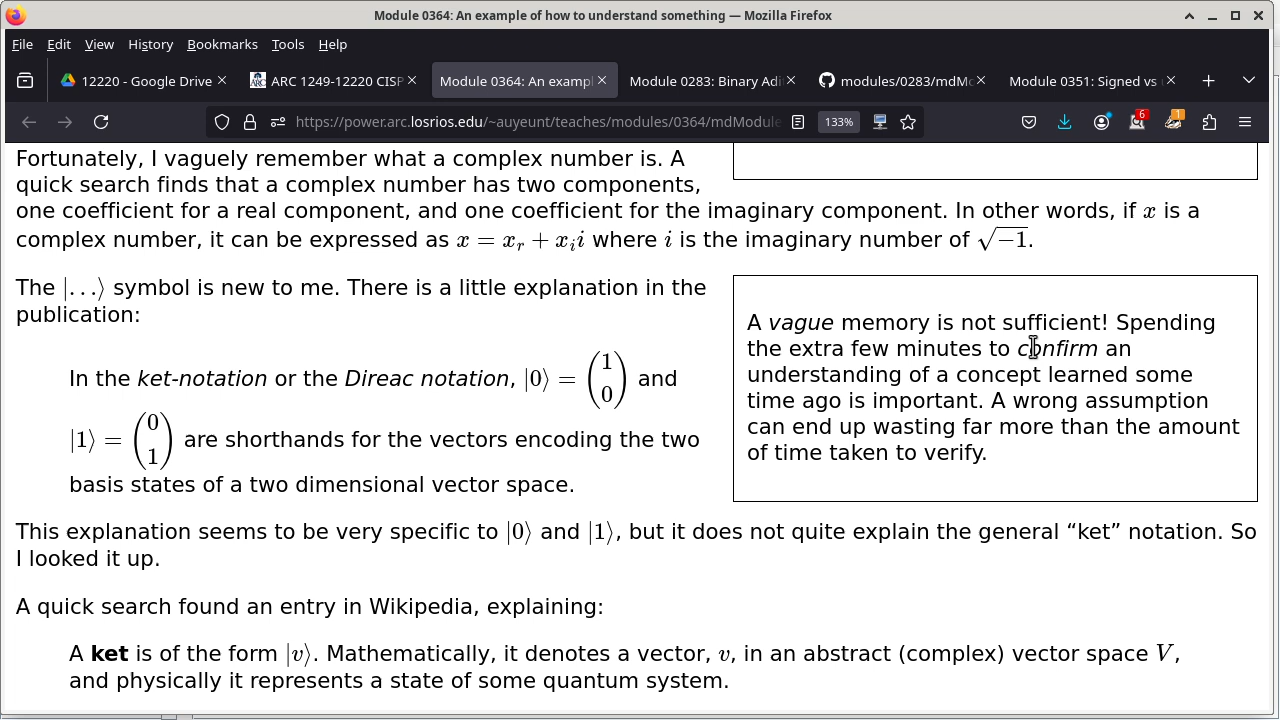 Module 0364: An example of how to understand something — Mozilla Firefox
File Edit View History Bookmarks Tools Help
12220 - Google Drive
ARC 1249-12220 CISP
Module 0364: An exampl
Module 0283: Binary Adi
modules/0283/mdMo
Module 0351: Signed vs
https://power.arc.losrios.edu/~auyeunt/teaches/modules/0364/mdModule
133%
6
1
Fortunately, I vaguely remember what a complex number is. A
quick search finds that a complex number has two components,
one coefficient for a real component, and one coefficient for the imaginary component. In other words, if x is a
complex number, it can be expressed as x = xᵣ + xᵢi where i is the imaginary number of √−1.
The |...⟩ symbol is new to me. There is a little explanation in the
publication:
In the ket-notation or the Direac notation, |0⟩ = (1 0) and
|1⟩ = (0 1) are shorthands for the vectors encoding the two
basis states of a two dimensional vector space.
A vague memory is not sufficient! Spending
the extra few minutes to confirm an
understanding of a concept learned some
time ago is important. A wrong assumption
can end up wasting far more than the amount
of time taken to verify.
This explanation seems to be very specific to |0⟩ and |1⟩, but it does not quite explain the general “ket” notation. So
I looked it up.
A quick search found an entry in Wikipedia, explaining:
A ket is of the form |v⟩. Mathematically, it denotes a vector, v, in an abstract (complex) vector space V,
and physically it represents a state of some quantum system.